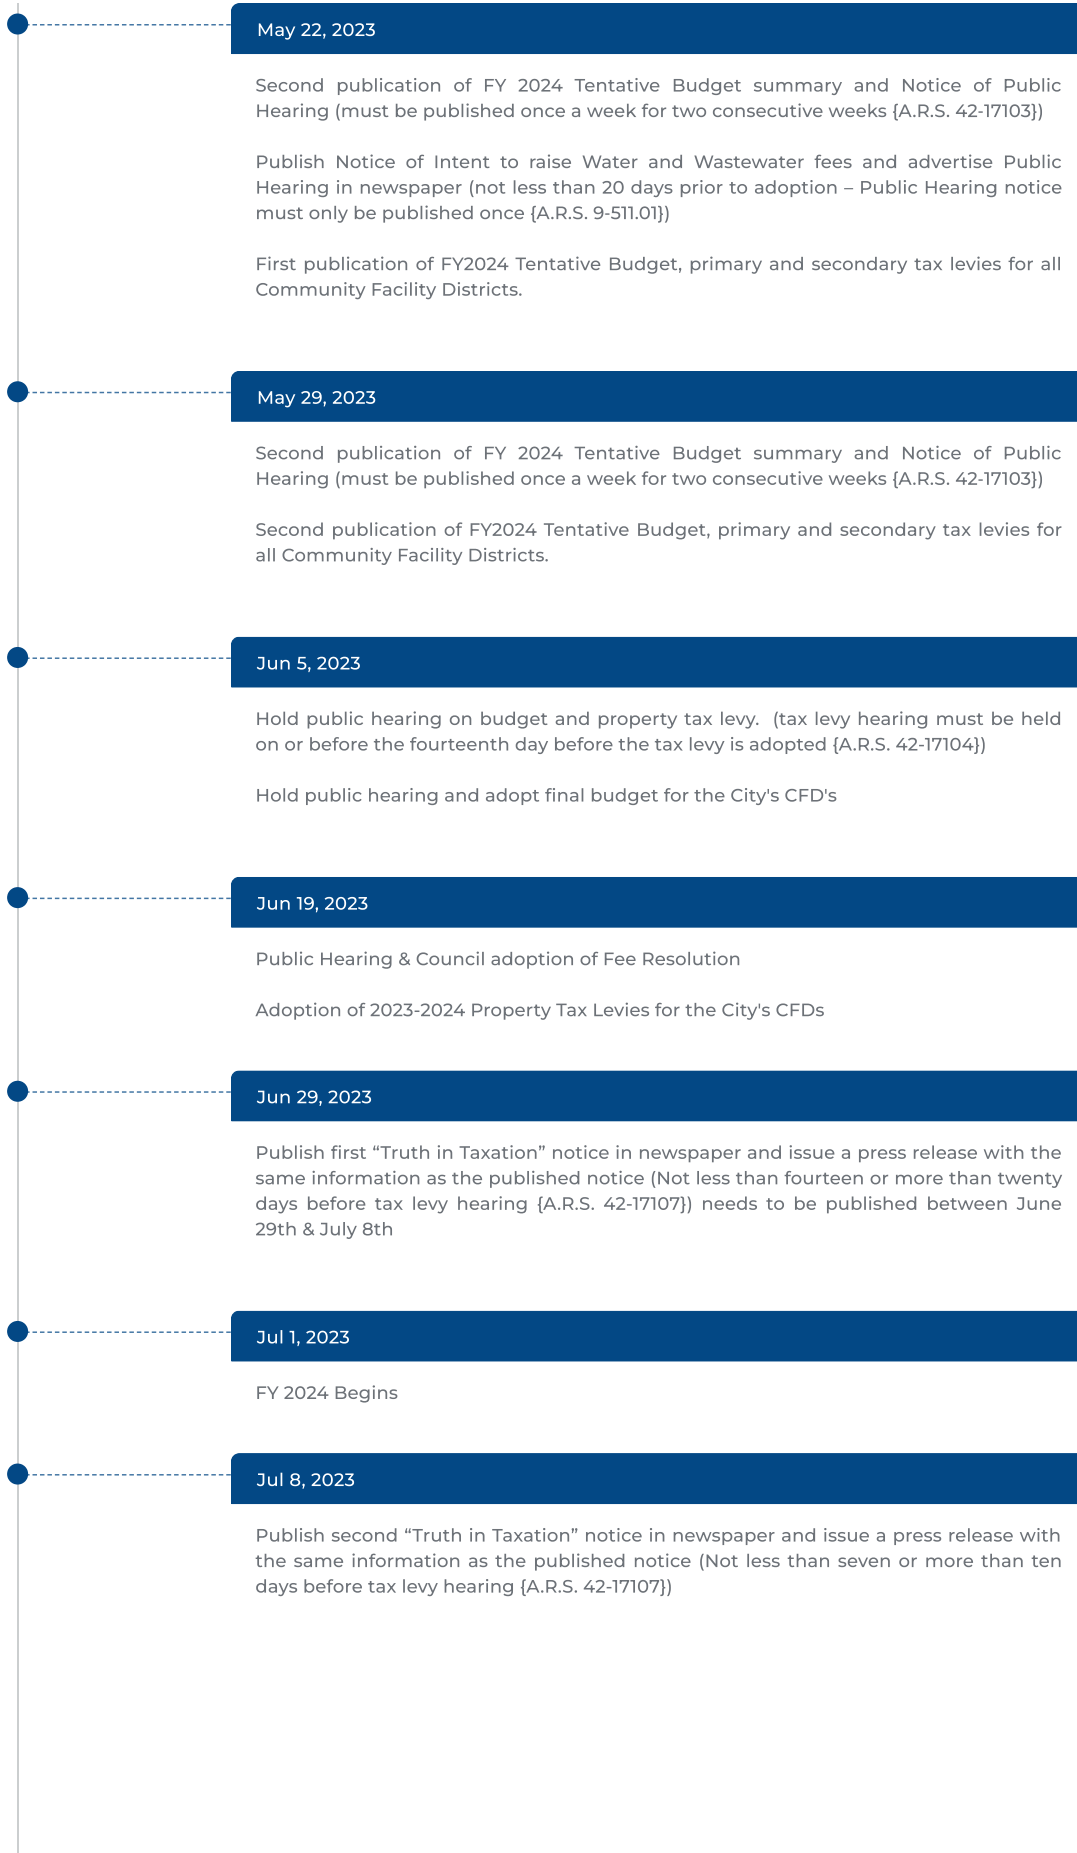 May 22, 2023
Second publication of FY 2024 Tentative Budget summary and Notice of Public
Hearing (must be published once a week for two consecutive weeks {A.R.S. 42-17103})
Publish Notice of Intent to raise Water and Wastewater fees and advertise Public
Hearing in newspaper (not less than 20 days prior to adoption – Public Hearing notice
must only be published once {A.R.S. 9-511.01})
First publication of FY2024 Tentative Budget, primary and secondary tax levies for all
Community Facility Districts.
May 29, 2023
Second publication of FY 2024 Tentative Budget summary and Notice of Public
Hearing (must be published once a week for two consecutive weeks {A.R.S. 42-17103})
Second publication of FY2024 Tentative Budget, primary and secondary tax levies for
all Community Facility Districts.
Jun 5, 2023
Hold public hearing on budget and property tax levy.  (tax levy hearing must be held
on or before the fourteenth day before the tax levy is adopted {A.R.S. 42-17104})
Hold public hearing and adopt final budget for the City's CFD's
Jun 19, 2023
Public Hearing & Council adoption of Fee Resolution
Adoption of 2023-2024 Property Tax Levies for the City's CFDs
Jun 29, 2023
Publish first “Truth in Taxation” notice in newspaper and issue a press release with the
same information as the published notice (Not less than fourteen or more than twenty
days before tax levy hearing {A.R.S. 42-17107}) needs to be published between June
29th & July 8th
Jul 1, 2023
FY 2024 Begins
Jul 8, 2023
Publish second “Truth in Taxation” notice in newspaper and issue a press release with
the same information as the published notice (Not less than seven or more than ten
days before tax levy hearing {A.R.S. 42-17107})